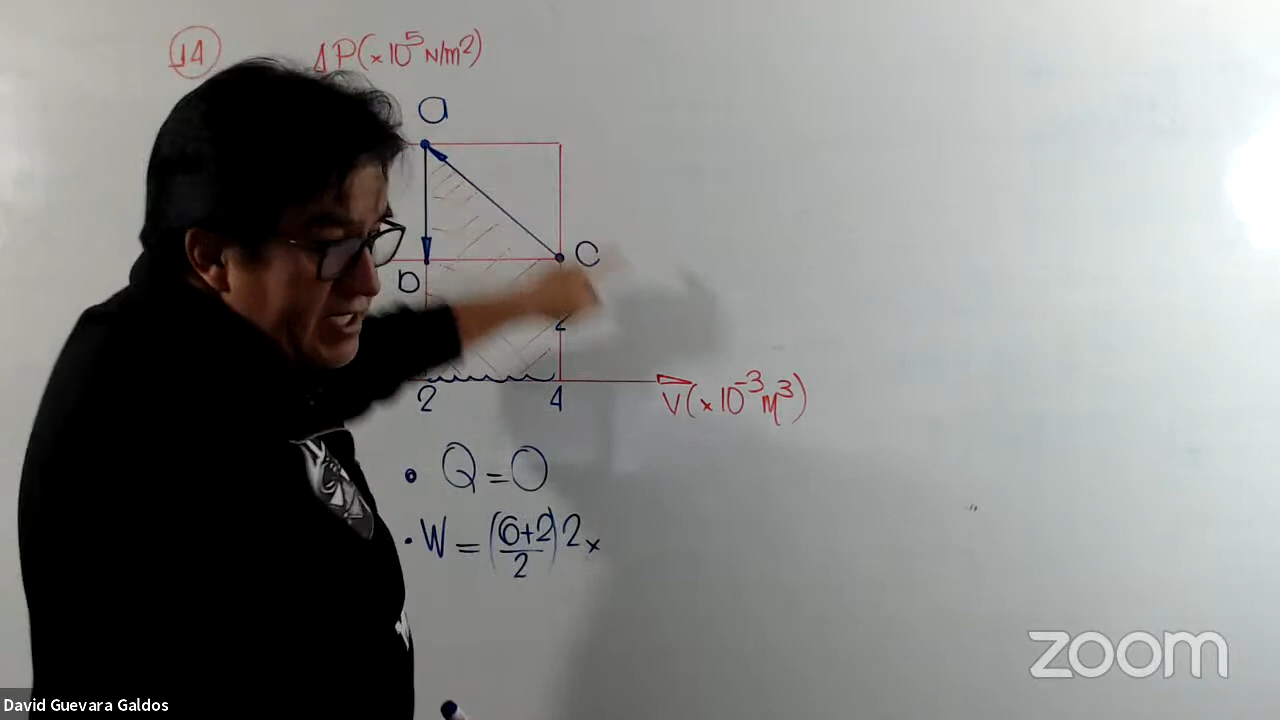 14 P(×10⁵ N/m²)
a
b c
2
2 4 V(×10⁻³ m³)
• Q = 0
• W = (6+2/2) 2 ×
zoom
David Guevara Galdos